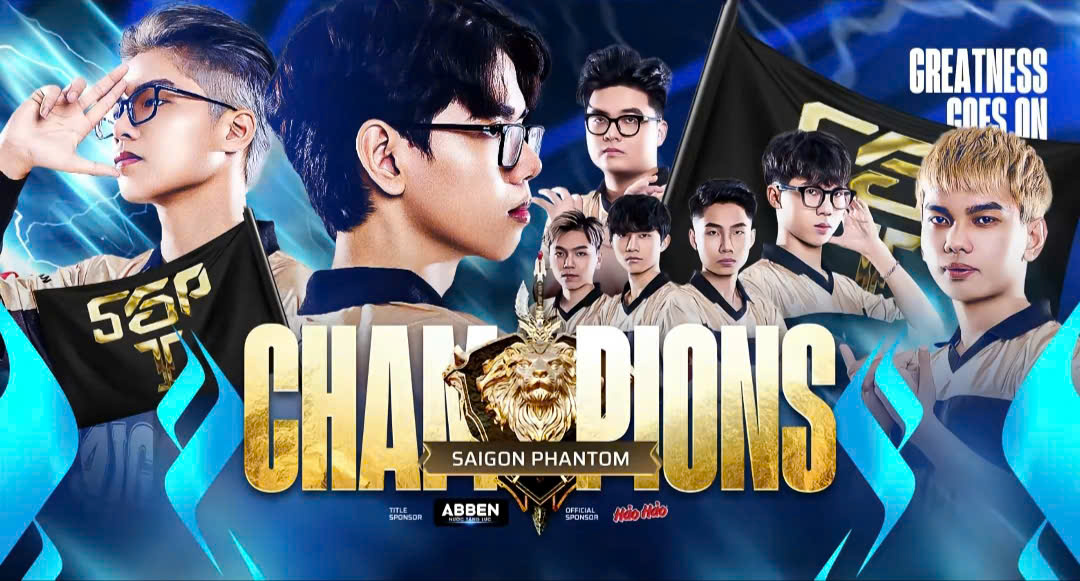 GREATNESS
GOES ON
SGP
CHAMPIONS
SAIGON PHANTOM
TITLE
SPONSOR
ABBEN
NƯỚC TĂNG LỰC
OFFICIAL
SPONSOR
Hảo Hảo